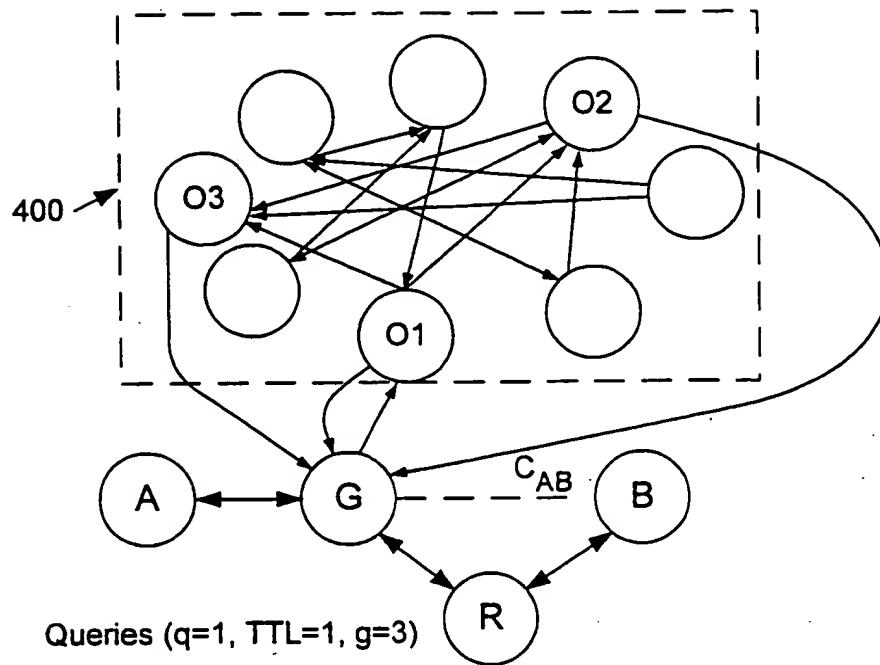 O2
O3
400
O1
C_AB
A
G
B
R
Queries (q=1, TTL=1, g=3)